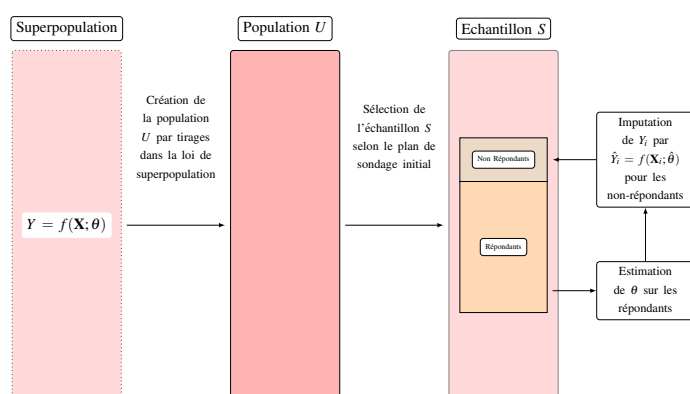 Superpopulation
Population U
Echantillon S
Création de
la population
U par tirages
dans la loi de
superpopulation
Sélection de
l'échantillon S
selon le plan de
sondage initial
Y = f(X; θ)
Non Répondants
Répondants
Imputation
de Y_i par
Ŷ_i = f(X_i; θ̂)
pour les
non-répondants
Estimation
de θ sur les
répondants